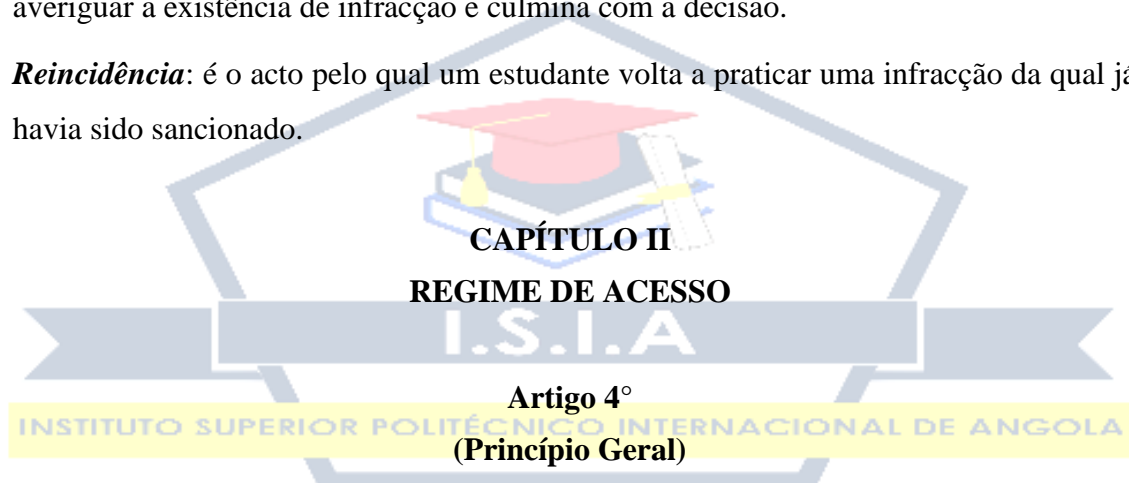 averiguar a existência de infracção e culmina com a decisão.
Reincidência: é o acto pelo qual um estudante volta a praticar uma infracção da qual já
havia sido sancionado.
CAPÍTULO II
REGIME DE ACESSO
I.S.I.A
Artigo 4°
INSTITUTO SUPERIOR POLITÉCNICO INTERNACIONAL DE ANGOLA
(Princípio Geral)